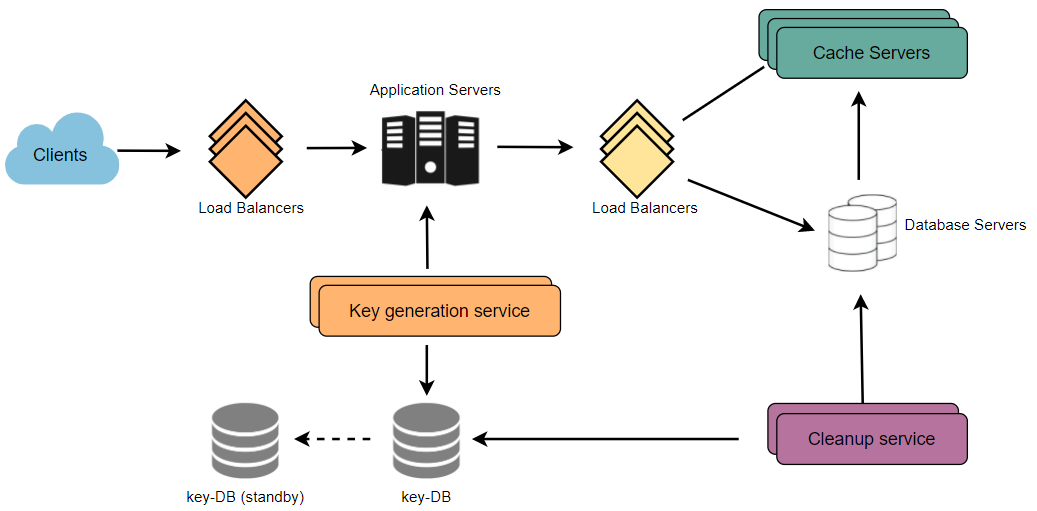 Cache Servers
Application Servers
Clients
Load Balancers
Load Balancers
Database Servers
Key generation service
Cleanup service
key-DB (standby)
key-DB